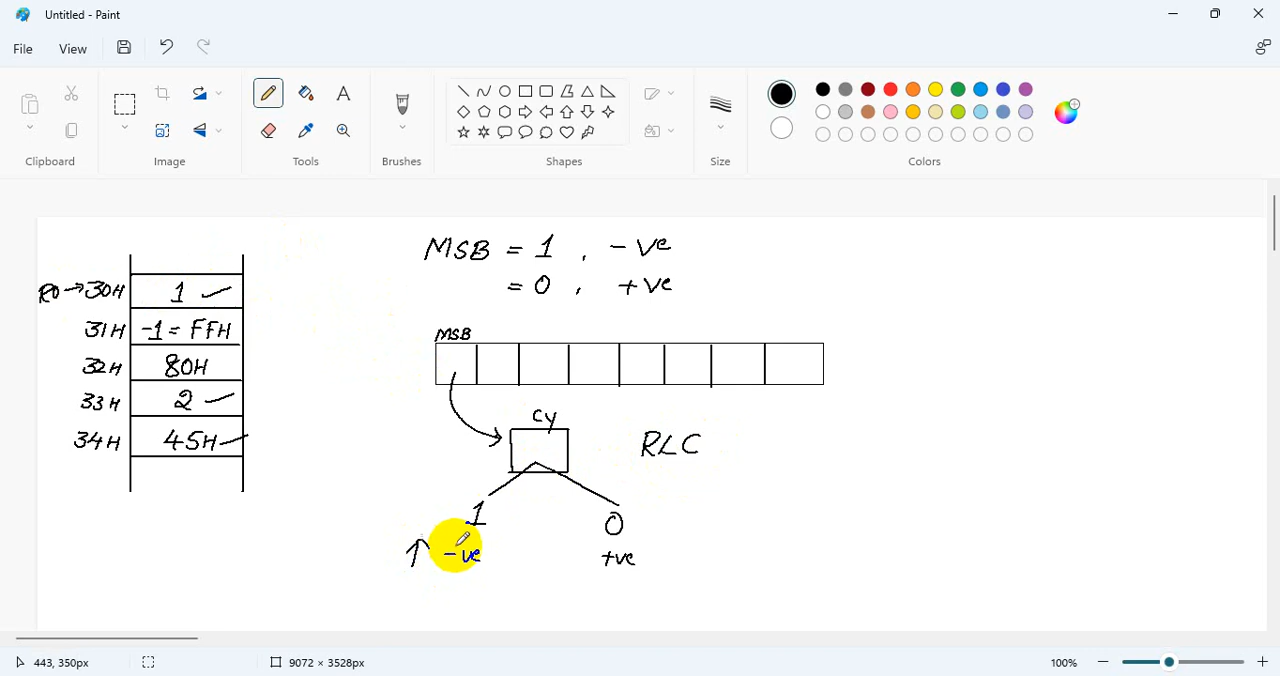 Untitled - Paint
File View
Clipboard Image Tools Brushes Shapes Size Colors
MSB = 1 , - ve
= 0 , + ve
R0 → 30H 1
31H -1 = FFH
32H 80H
33H 2
34H 45H
MSB
Cy
RLC
1 0
↑ -ve +ve
443, 350px 9072 × 3528px 100%